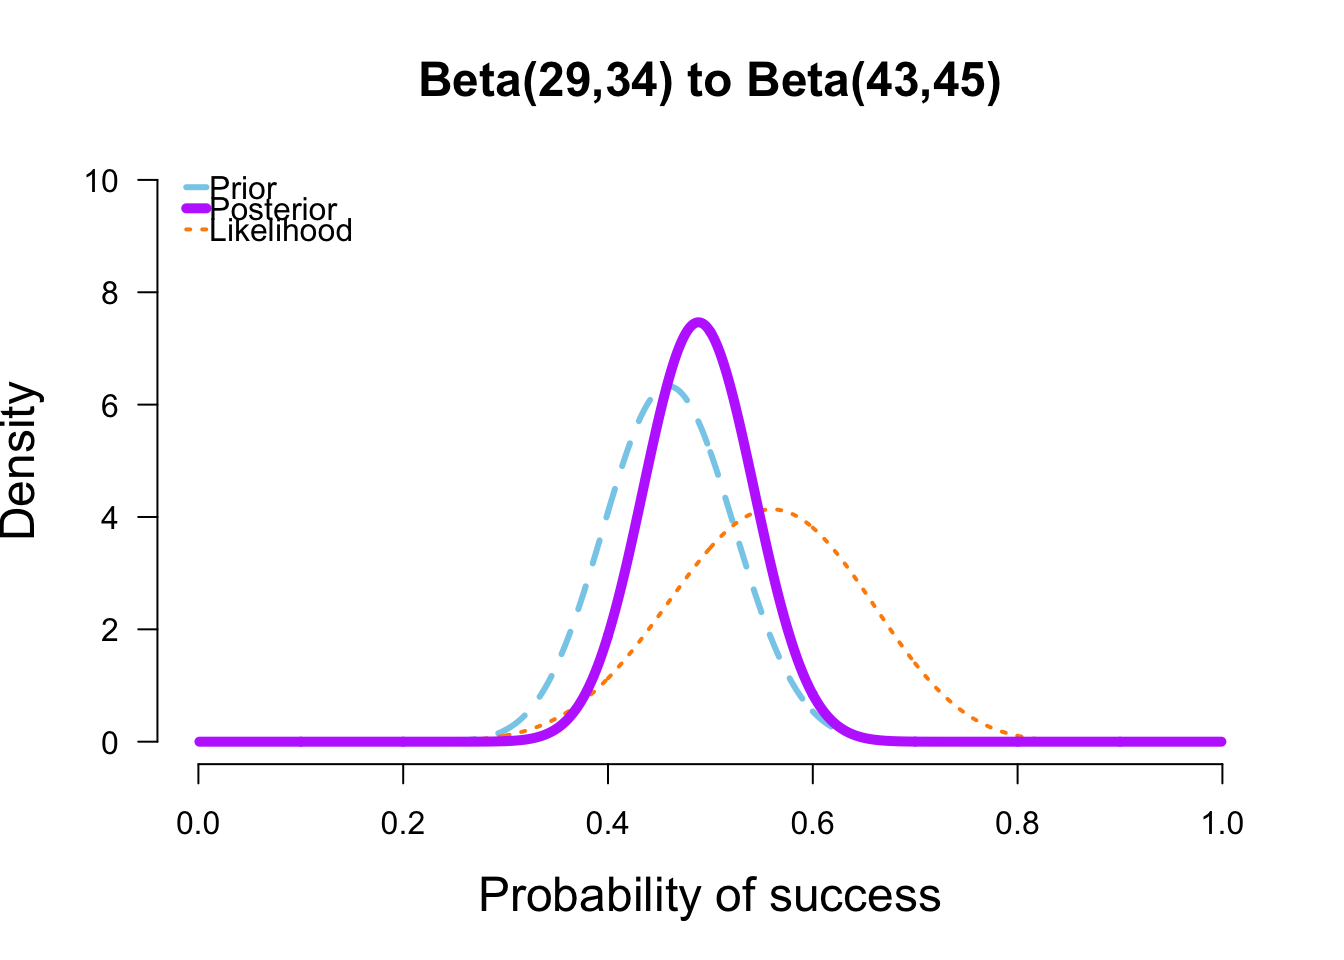 Beta(29,34) to Beta(43,45)
Prior
Posterior
Likelihood
10
8
6
4
2
0
Density
0.0 0.2 0.4 0.6 0.8 1.0
Probability of success